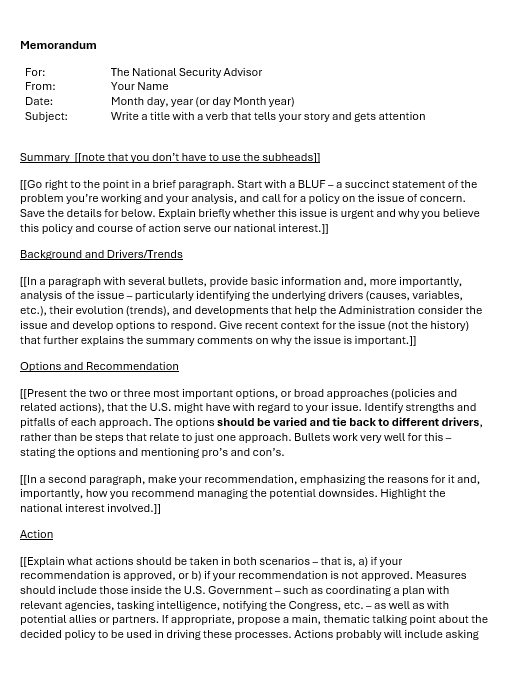 Memorandum
For: The National Security Advisor
From: Your Name
Date: Month day, year (or day Month year)
Subject: Write a title with a verb that tells your story and gets attention
Summary [[note that you don’t have to use the subheads]]
[[Go right to the point in a brief paragraph. Start with a BLUF – a succinct statement of the
problem you’re working and your analysis, and call for a policy on the issue of concern.
Save the details for below. Explain briefly whether this issue is urgent and why you believe
this policy and course of action serve our national interest.]]
Background and Drivers/Trends
[[In a paragraph with several bullets, provide basic information and, more importantly,
analysis of the issue – particularly identifying the underlying drivers (causes, variables,
etc.), their evolution (trends), and developments that help the Administration consider the
issue and develop options to respond. Give recent context for the issue (not the history)
that further explains the summary comments on why the issue is important.]]
Options and Recommendation
[[Present the two or three most important options, or broad approaches (policies and
related actions), that the U.S. might have with regard to your issue. Identify strengths and
pitfalls of each approach. The options should be varied and tie back to different drivers,
rather than be steps that relate to just one approach. Bullets work very well for this –
stating the options and mentioning pro’s and con’s.
[[In a second paragraph, make your recommendation, emphasizing the reasons for it and,
importantly, how you recommend managing the potential downsides. Highlight the
national interest involved.]]
Action
[[Explain what actions should be taken in both scenarios – that is, a) if your
recommendation is approved, or b) if your recommendation is not approved. Measures
should include those inside the U.S. Government – such as coordinating a plan with
relevant agencies, tasking intelligence, notifying the Congress, etc. – as well as with
potential allies or partners. If appropriate, propose a main, thematic talking point about the
decided policy to be used in driving these processes. Actions probably will include asking